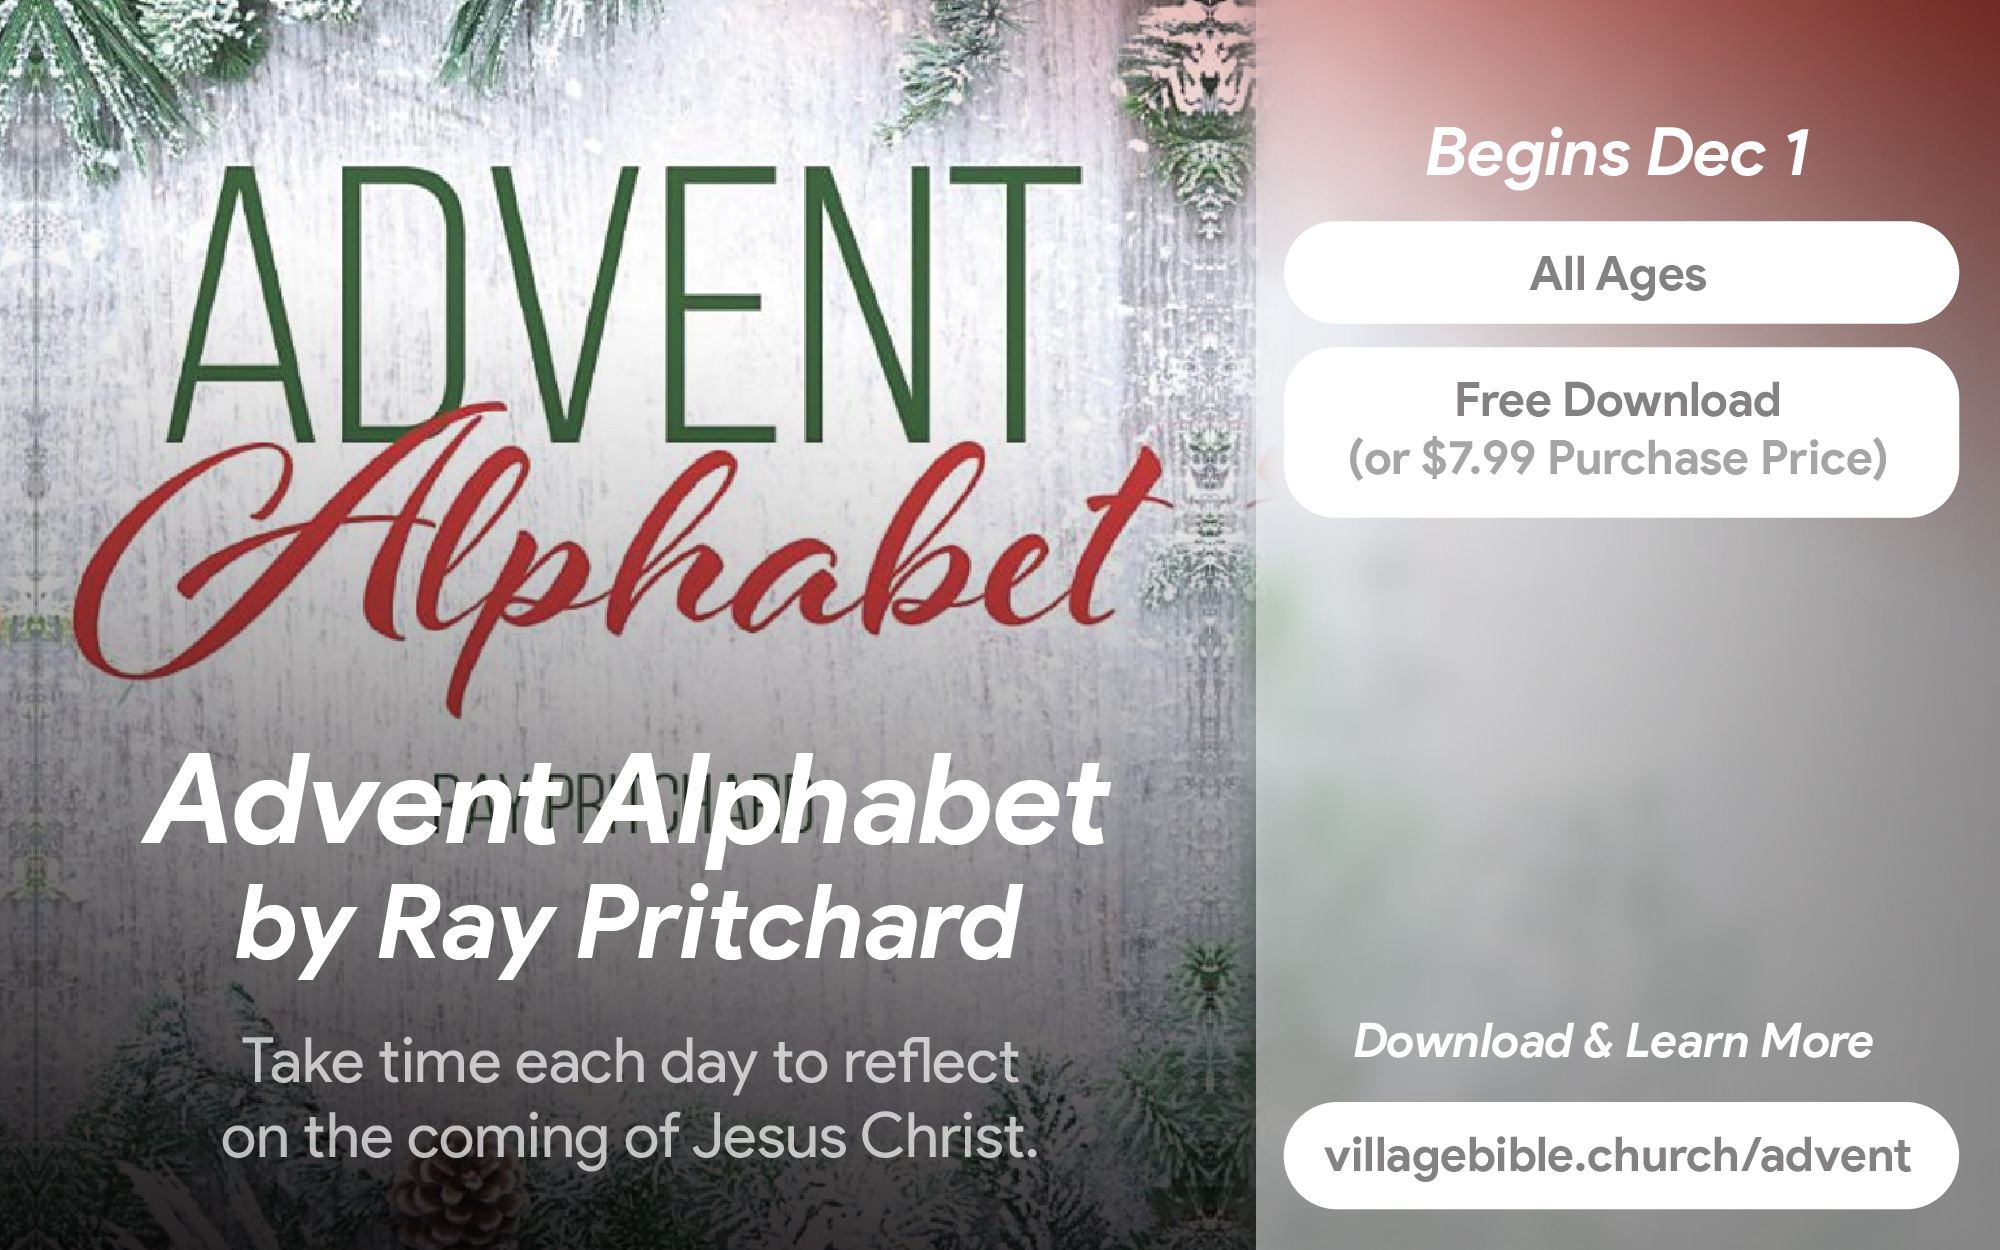 ADVENT
Alphabet
RAY PRITCHARD
Advent Alphabet
by Ray Pritchard
Take time each day to reflect
on the coming of Jesus Christ.
Begins Dec 1
All Ages
Free Download
(or $7.99 Purchase Price)
Download & Learn More
villagebible.church/advent